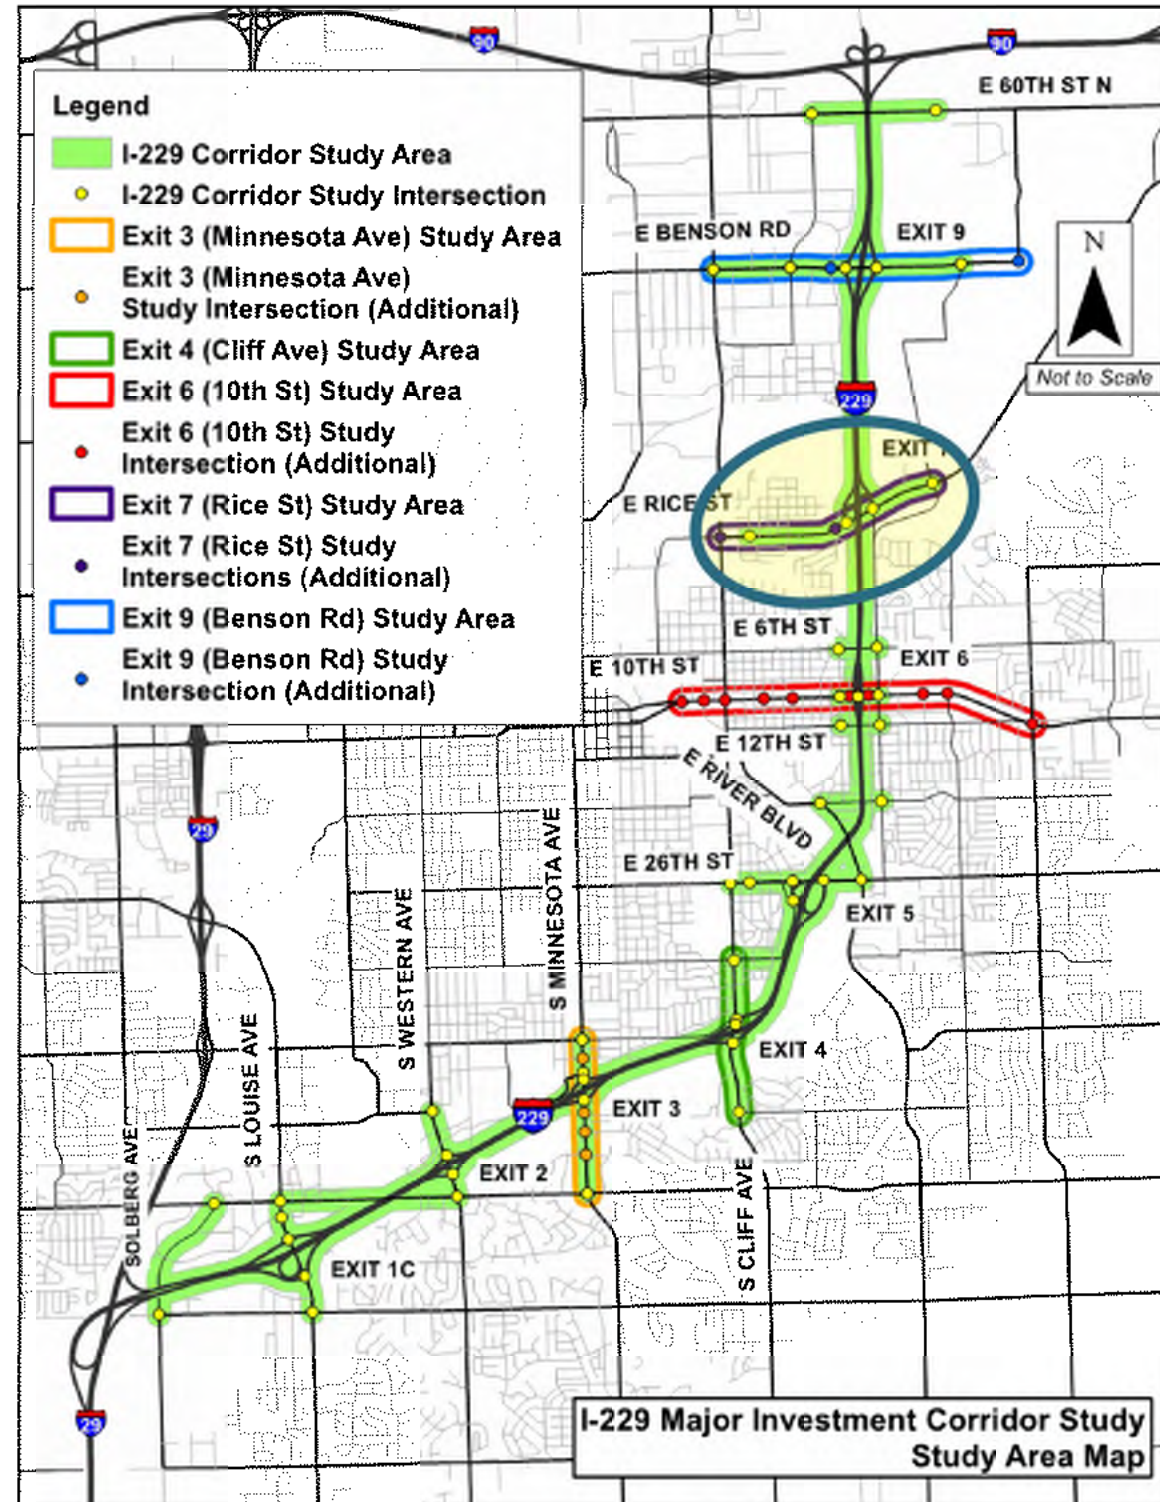 90
90
E 60TH ST N
Legend
I-229 Corridor Study Area
I-229 Corridor Study Intersection
Exit 3 (Minnesota Ave) Study Area
Exit 3 (Minnesota Ave)
Study Intersection (Additional)
Exit 4 (Cliff Ave) Study Area
Exit 6 (10th St) Study Area
Exit 6 (10th St) Study
Intersection (Additional)
Exit 7 (Rice St) Study Area
Exit 7 (Rice St) Study
Intersections (Additional)
Exit 9 (Benson Rd) Study Area
Exit 9 (Benson Rd) Study
Intersection (Additional)
E BENSON RD
EXIT 9
N
Not to Scale
229
EXIT
E RICE ST
E 6TH ST
EXIT 6
E 10TH ST
E 12TH ST
E RIVER BLVD
29
S MINNESOTA AVE
E 26TH ST
S WESTERN AVE
EXIT 5
S LOUISE AVE
EXIT 4
229
EXIT 3
SOLBERG AVE
EXIT 2
S CLIFF AVE
EXIT 1C
29
I-229 Major Investment Corridor Study
Study Area Map